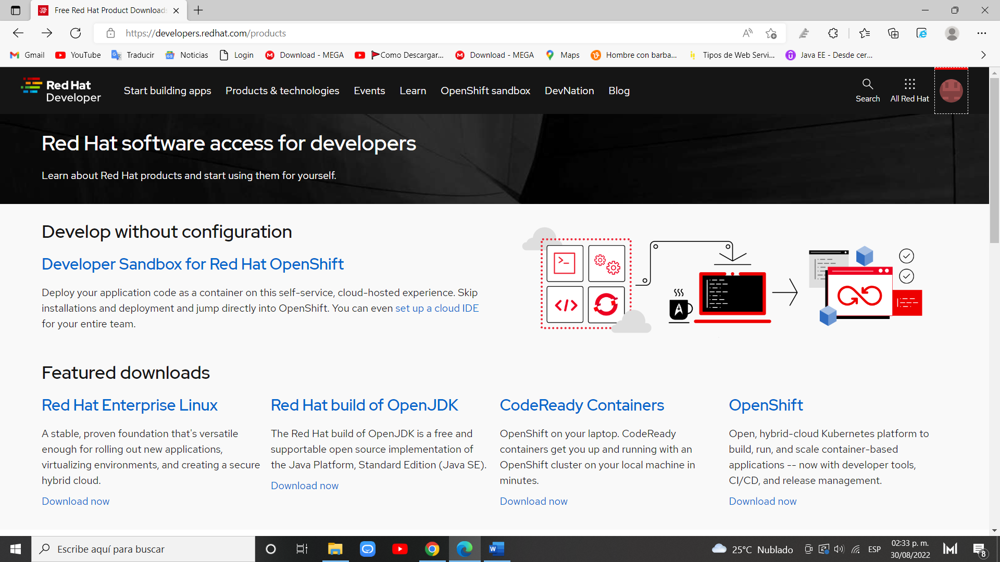 Free Red Hat Product Downloads
https://developers.redhat.com/products
Gmail
YouTube
Traducir
Noticias
Login
Download - MEGA
Como Descargar...
Download - MEGA
Maps
Hombre con barba...
Tipos de Web Servi...
Java EE - Desde cer...
Red Hat
Developer
Start building apps
Products & technologies
Events
Learn
OpenShift sandbox
DevNation
Blog
Search
All Red Hat
Red Hat software access for developers
Learn about Red Hat products and start using them for yourself.
Develop without configuration
Developer Sandbox for Red Hat OpenShift
Deploy your application code as a container on this self-service, cloud-hosted experience. Skip
installations and deployment and jump directly into OpenShift. You can even set up a cloud IDE
for your entire team.
Featured downloads
Red Hat Enterprise Linux
A stable, proven foundation that's versatile
enough for rolling out new applications,
virtualizing environments, and creating a secure
hybrid cloud.
Download now
Red Hat build of OpenJDK
The Red Hat build of OpenJDK is a free and
supportable open source implementation of
the Java Platform, Standard Edition (Java SE).
Download now
CodeReady Containers
OpenShift on your laptop. CodeReady
containers get you up and running with an
OpenShift cluster on your local machine in
minutes.
Download now
OpenShift
Open, hybrid-cloud Kubernetes platform to
build, run, and scale container-based
applications -- now with developer tools,
CI/CD, and release management.
Download now
Escribe aquí para buscar
25°C Nublado
ESP
02:33 p. m.
30/08/2022
8